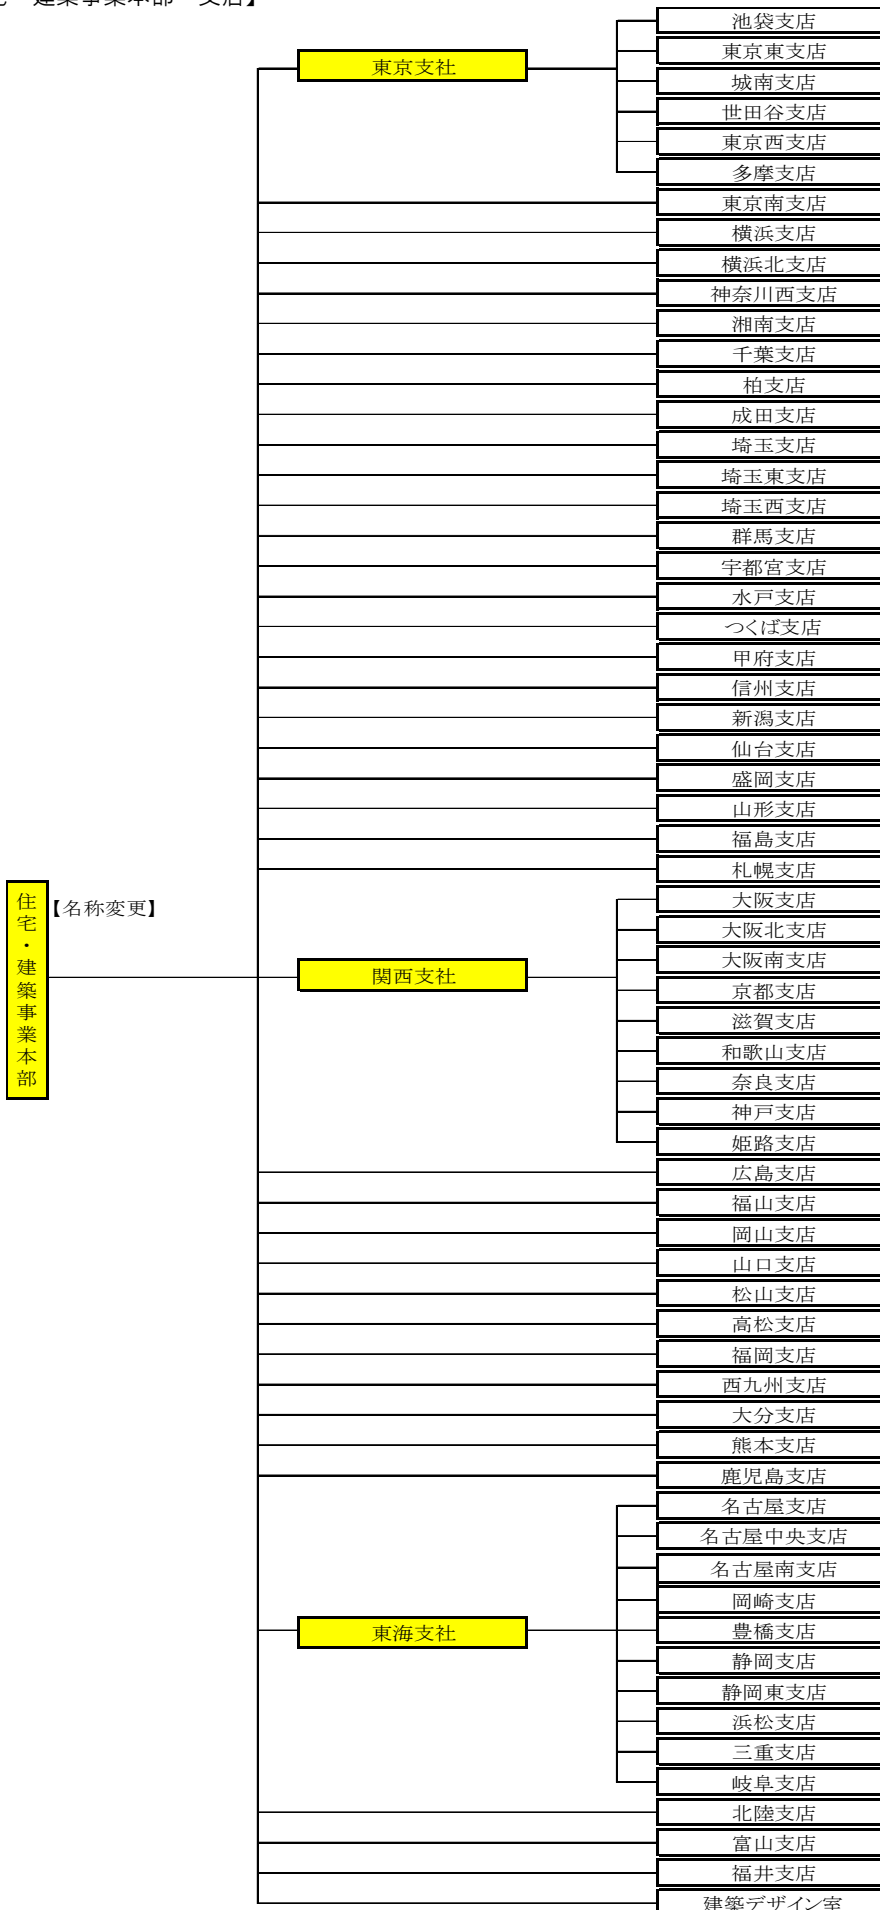 建築事業本部 支店】
池袋支店
東京支社
東京東支店
城南支店
世田谷支店
東京西支店
多摩支店
東京南支店
横浜支店
横浜北支店
神奈川西支店
湘南支店
千葉支店
柏支店
成田支店
埼玉支店
埼玉東支店
埼玉西支店
群馬支店
宇都宮支店
水戸支店
つくば支店
甲府支店
信州支店
新潟支店
仙台支店
盛岡支店
山形支店
福島支店
札幌支店
住宅・建築事業本部
【名称変更】
大阪支店
大阪北支店
大阪南支店
関西支社
京都支店
滋賀支店
和歌山支店
奈良支店
神戸支店
姫路支店
広島支店
福山支店
岡山支店
山口支店
松山支店
高松支店
福岡支店
西九州支店
大分支店
熊本支店
鹿児島支店
名古屋支店
名古屋中央支店
名古屋南支店
岡崎支店
東海支社
豊橋支店
静岡支店
静岡東支店
浜松支店
三重支店
岐阜支店
北陸支店
富山支店
福井支店
建築デザイン室